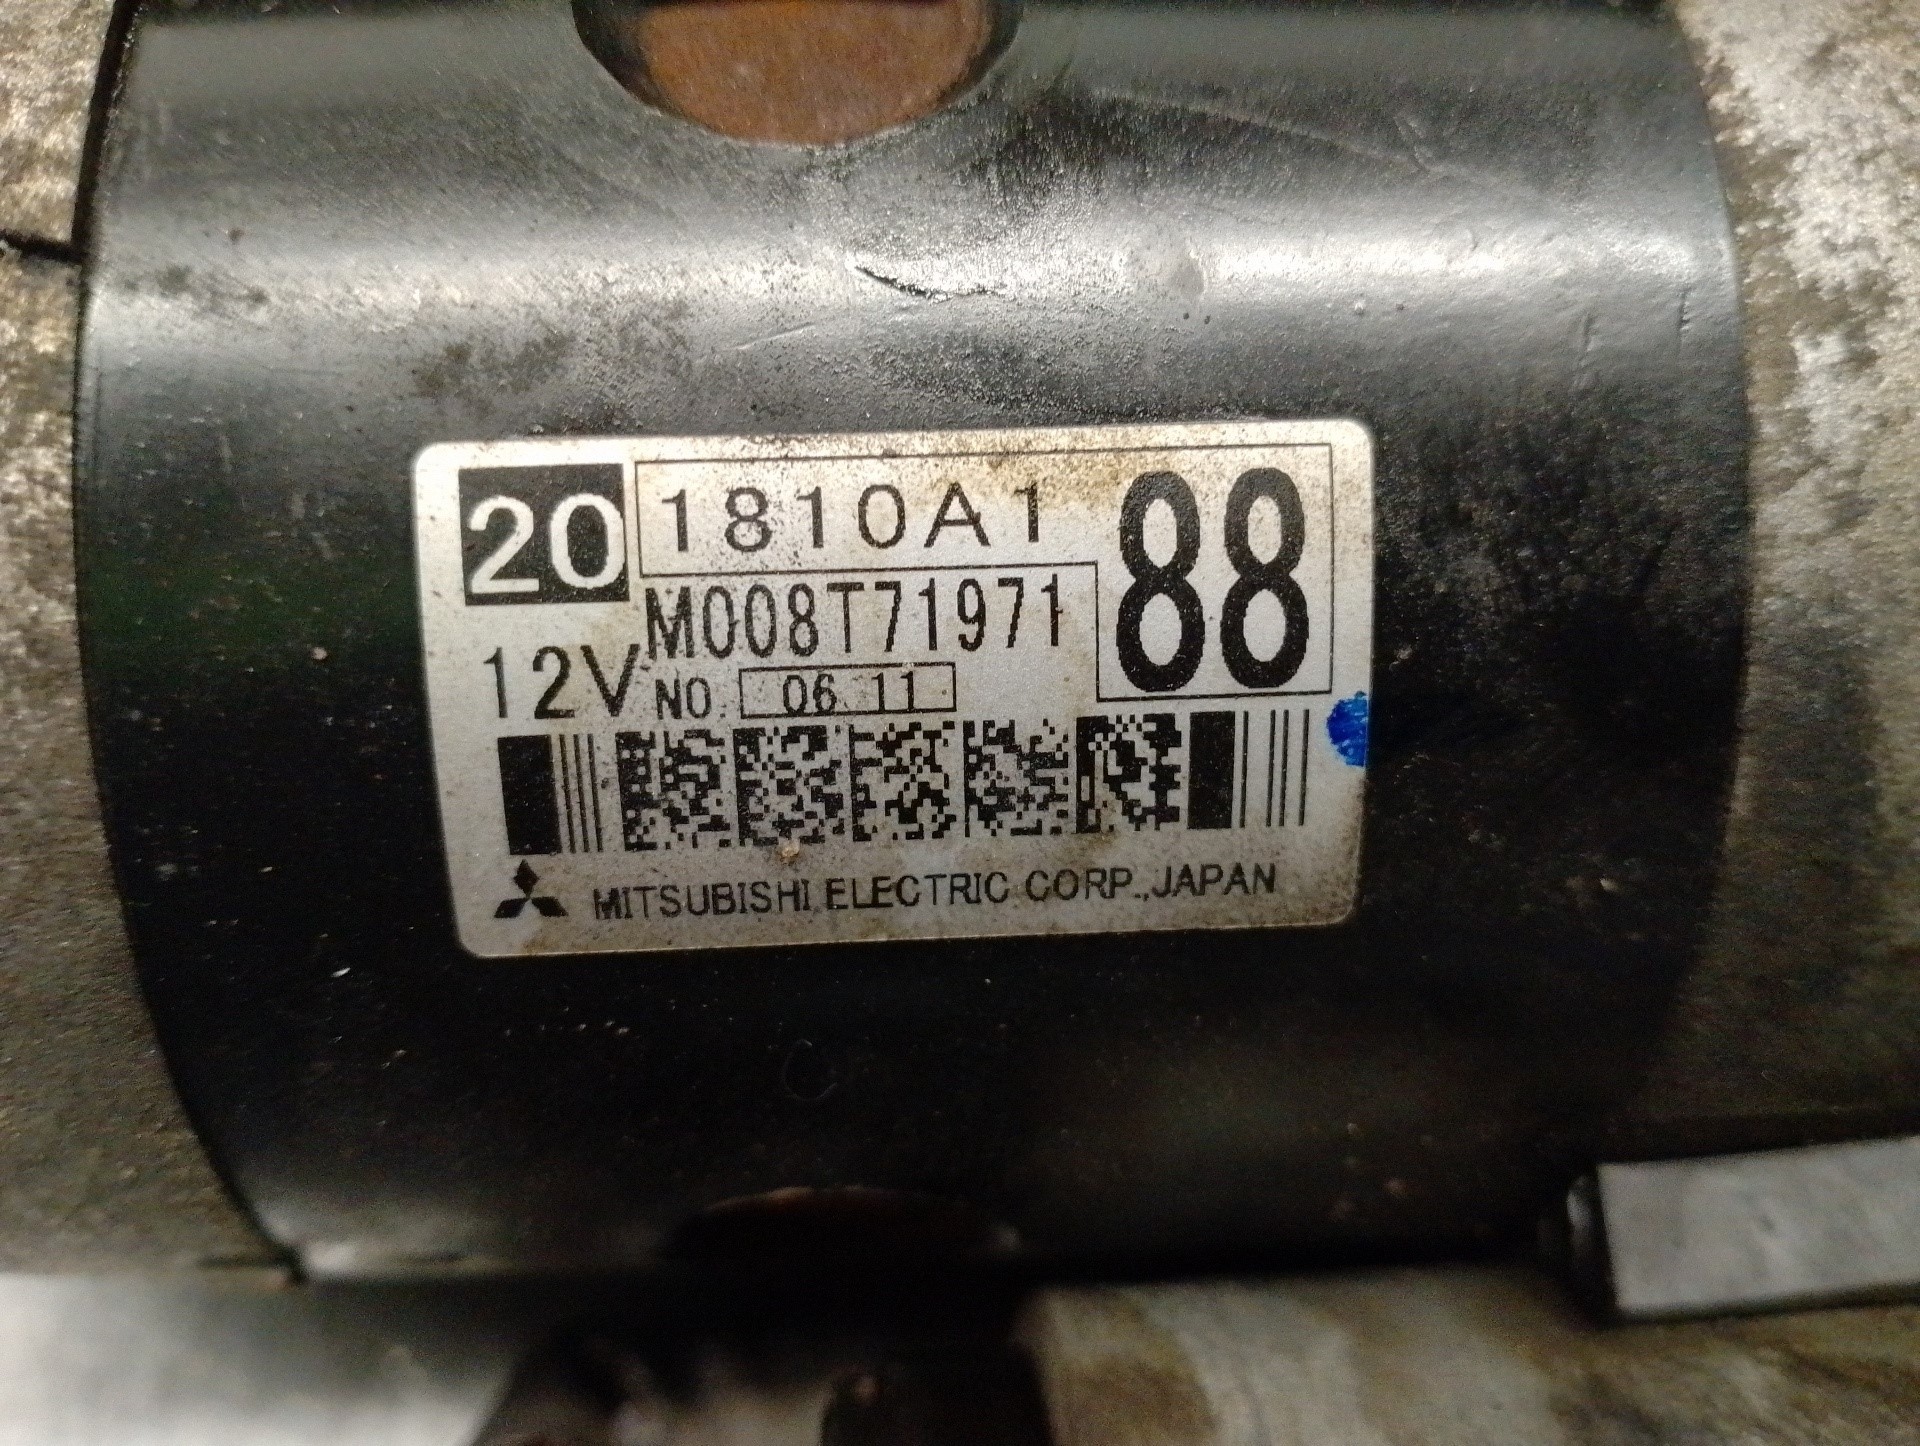 20 1810A1 88
M008T71971
12V NO. 06 11
MITSUBISHI ELECTRIC CORP., JAPAN